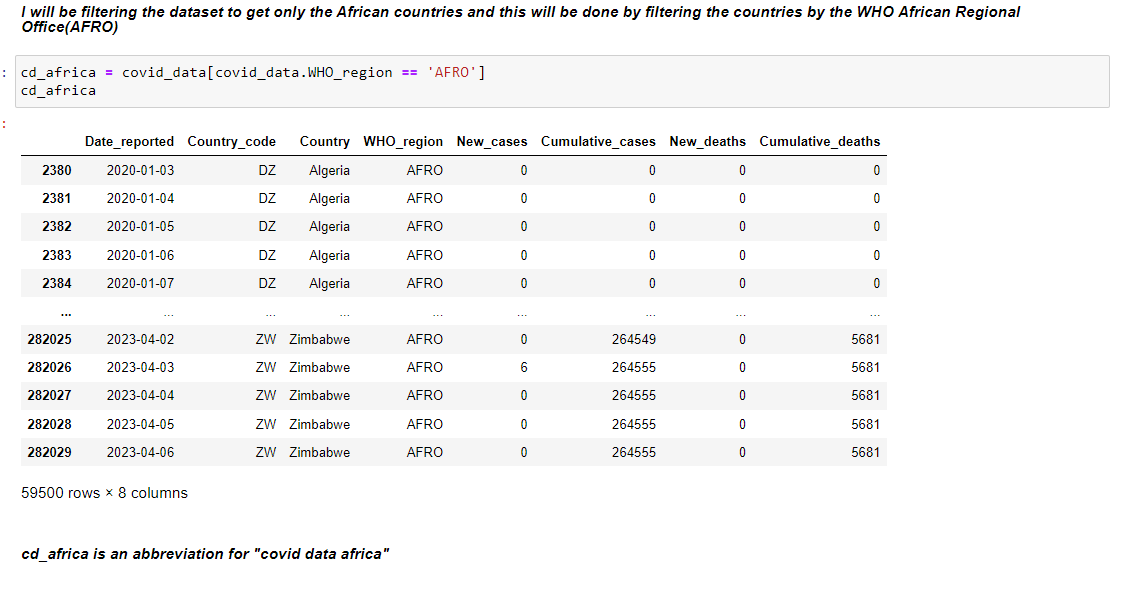 I will be filtering the dataset to get only the African countries and this will be done by filtering the countries by the WHO African Regional
Office(AFRO)
: cd_africa = covid_data[covid_data.WHO_region == 'AFRO']
cd_africa
:
Date_reported Country_code Country WHO_region New_cases Cumulative_cases New_deaths Cumulative_deaths
2380 2020-01-03 DZ Algeria AFRO 0 0 0 0
2381 2020-01-04 DZ Algeria AFRO 0 0 0 0
2382 2020-01-05 DZ Algeria AFRO 0 0 0 0
2383 2020-01-06 DZ Algeria AFRO 0 0 0 0
2384 2020-01-07 DZ Algeria AFRO 0 0 0 0
... ... ... ... ... ... ... ... ...
282025 2023-04-02 ZW Zimbabwe AFRO 0 264549 0 5681
282026 2023-04-03 ZW Zimbabwe AFRO 6 264555 0 5681
282027 2023-04-04 ZW Zimbabwe AFRO 0 264555 0 5681
282028 2023-04-05 ZW Zimbabwe AFRO 0 264555 0 5681
282029 2023-04-06 ZW Zimbabwe AFRO 0 264555 0 5681
59500 rows × 8 columns
cd_africa is an abbreviation for "covid data africa"